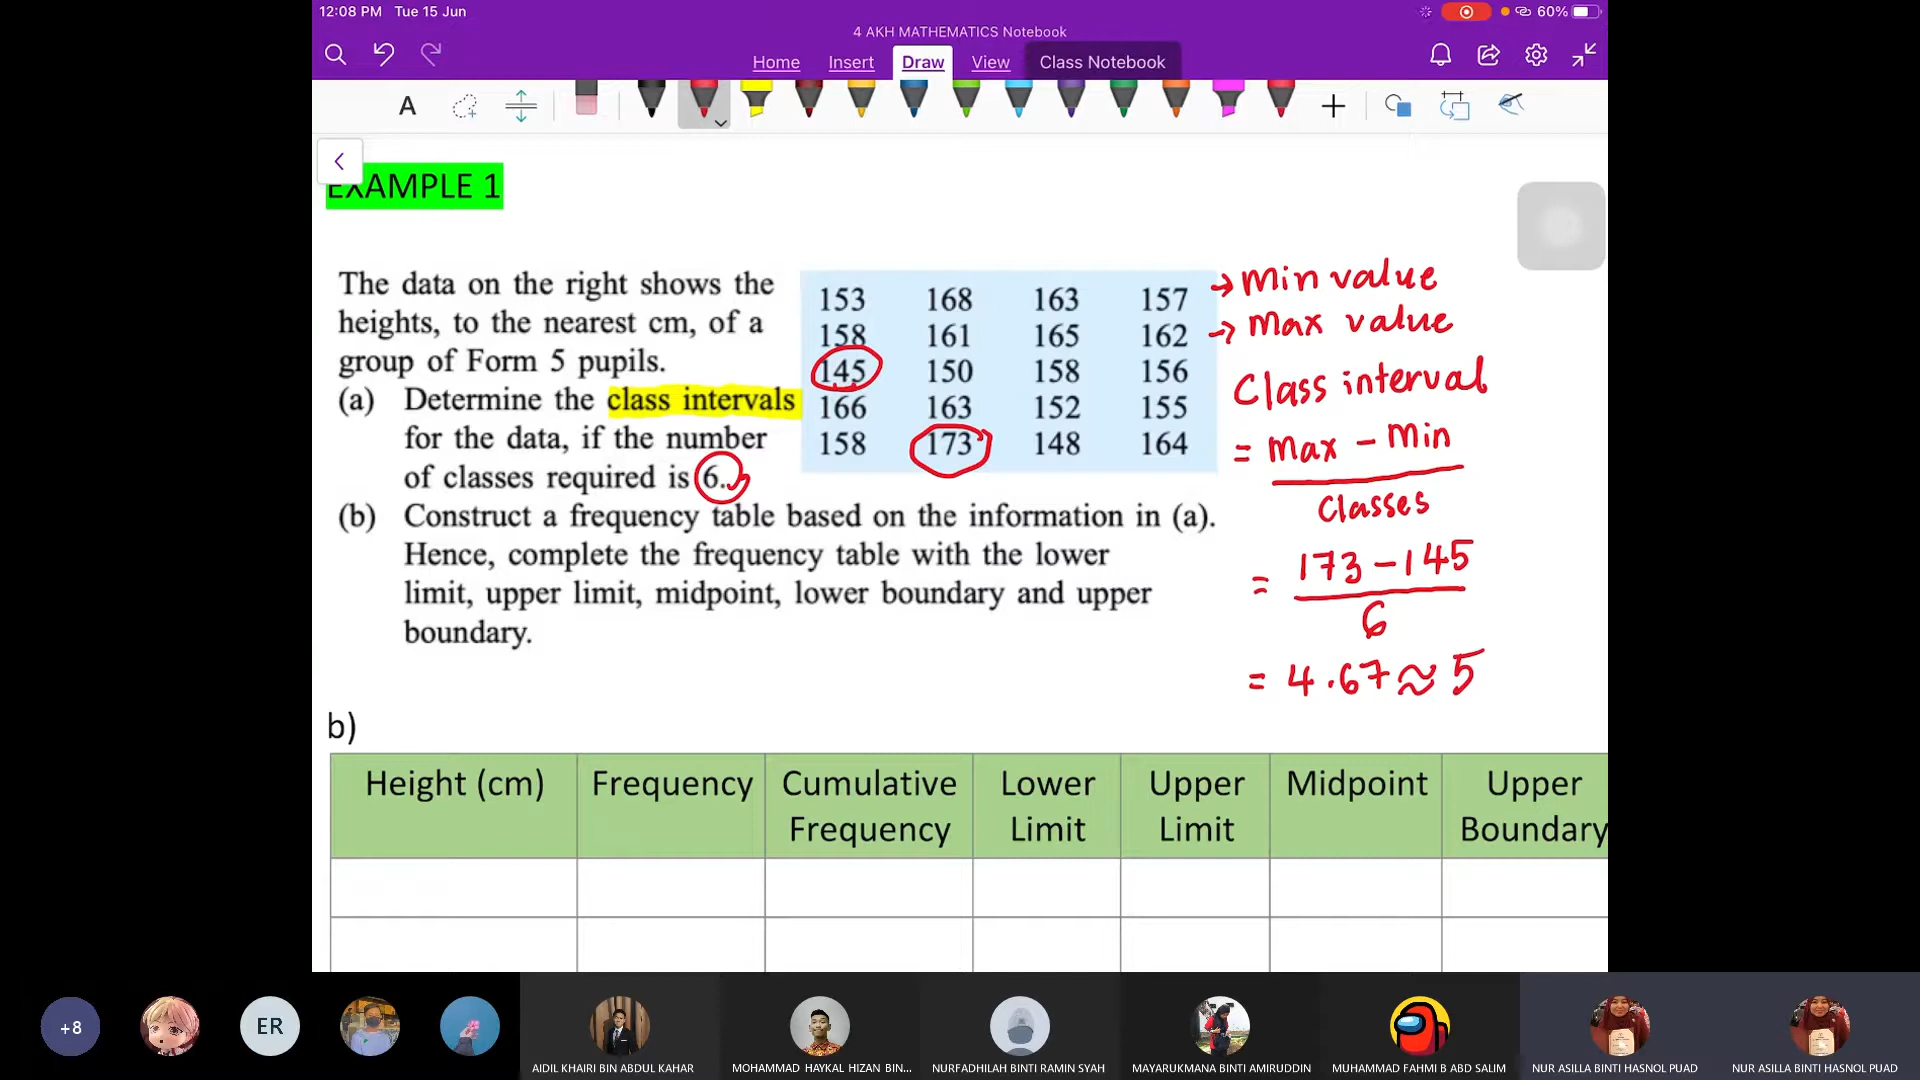 12:08 PM Tue 15 Jun
60%
4 AKH MATHEMATICS Notebook
Home Insert Draw View Class Notebook
A
EXAMPLE 1
The data on the right shows the
heights, to the nearest cm, of a
group of Form 5 pupils.
(a) Determine the class intervals
for the data, if the number
of classes required is 6.
(b) Construct a frequency table based on the information in (a).
Hence, complete the frequency table with the lower
limit, upper limit, midpoint, lower boundary and upper
boundary.
153 168 163 157
158 161 165 162
145 150 158 156
166 163 152 155
158 173 148 164
→ Min value
→ Max value
Class interval
= Max - Min
Classes
= 173 - 145
6
= 4.67 ≈ 5
b)
Height (cm) Frequency Cumulative Frequency Lower Limit Upper Limit Midpoint Upper Boundary
+8
ER
AIDIL KHAIRI BIN ABDUL KAHAR
MOHAMMAD HAYKAL HIZAN BIN...
NURFADHILAH BINTI RAMIN SYAH
MAYARUKMANA BINTI AMIRUDDIN
MUHAMMAD FAHMI B ABD SALIM
NUR ASILLA BINTI HASNOL PUAD
NUR ASILLA BINTI HASNOL PUAD